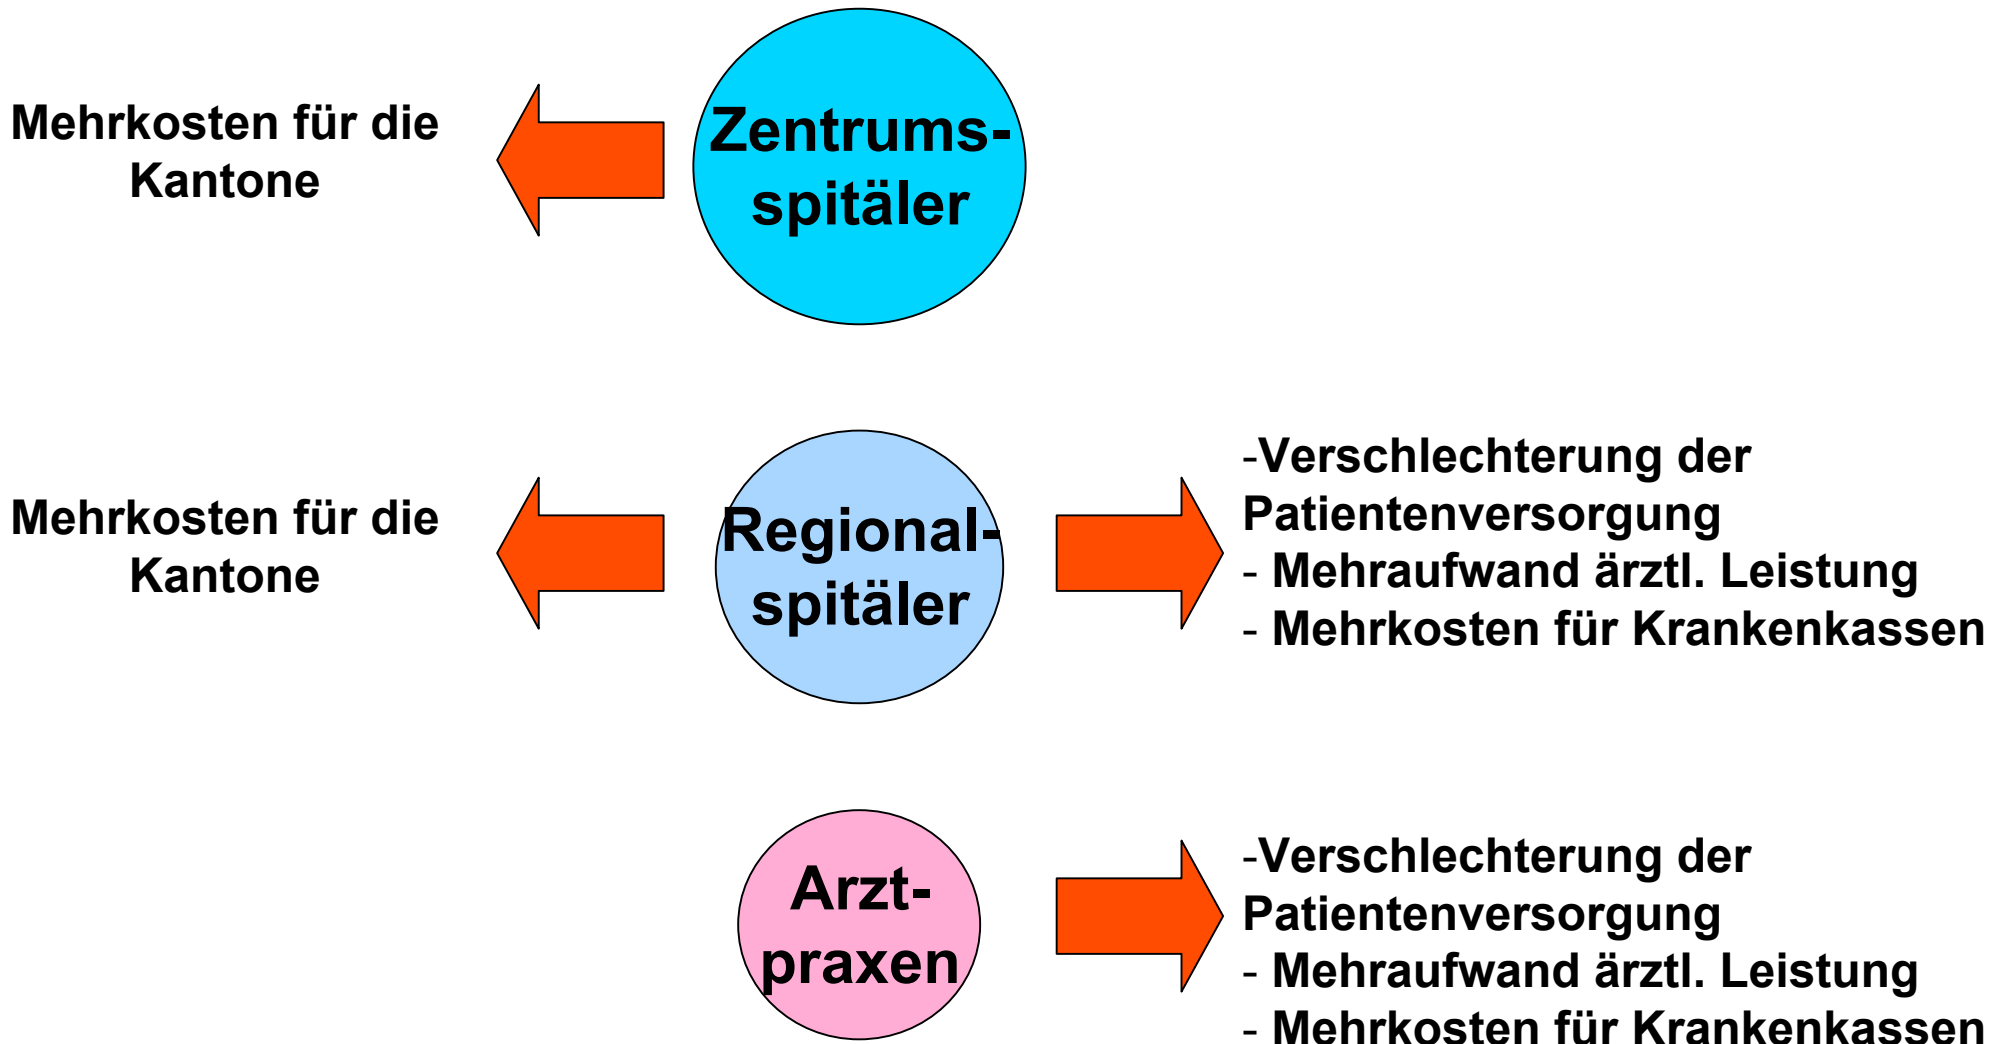 Mehrkosten für die
Kantone
Zentrums-
spitäler
Mehrkosten für die
Kantone
Regional-
spitäler
-Verschlechterung der
Patientenversorgung
- Mehraufwand ärztl. Leistung
- Mehrkosten für Krankenkassen
Arzt-
praxen
-Verschlechterung der
Patientenversorgung
- Mehraufwand ärztl. Leistung
- Mehrkosten für Krankenkassen